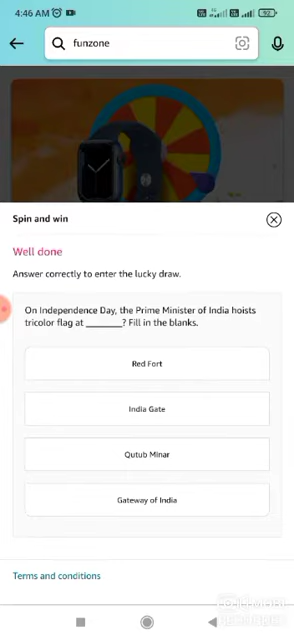 4:46 AM
92
funzone
Spin and win
Well done
Answer correctly to enter the lucky draw.
On Independence Day, the Prime Minister of India hoists
tricolor flag at _______? Fill in the blanks.
Red Fort
India Gate
Qutub Minar
Gateway of India
Terms and conditions